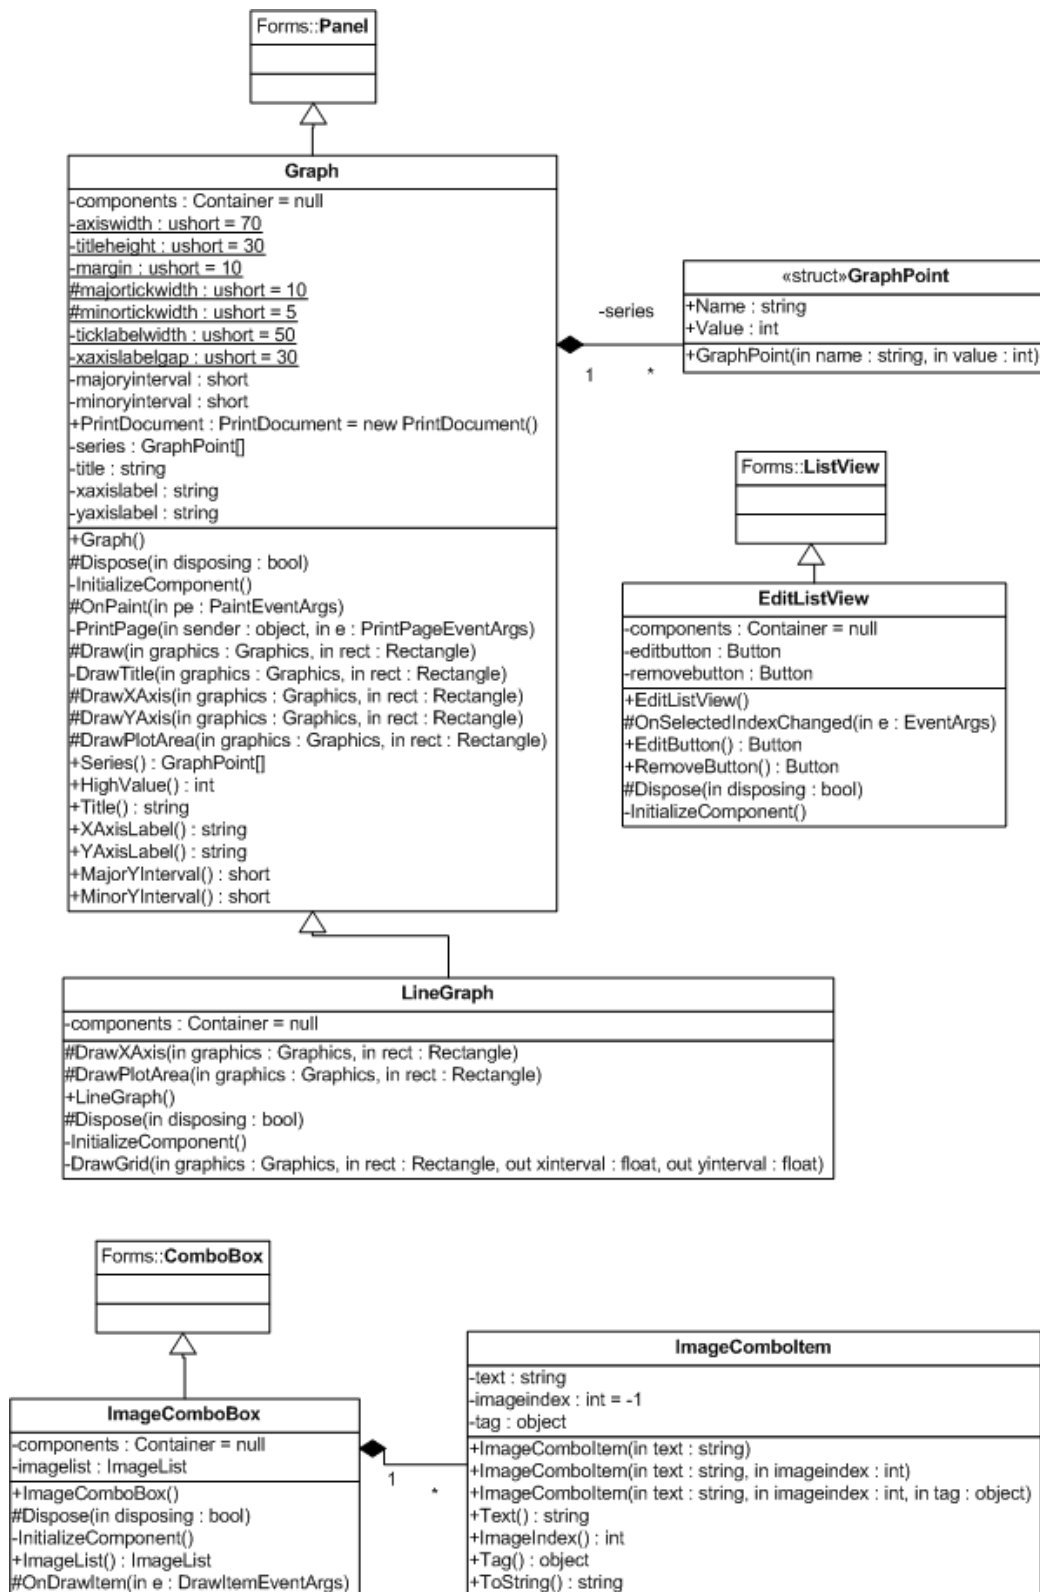 Forms::Panel
Graph
-components : Container = null
-axiswidth : ushort = 70
-titleheight : ushort = 30
-margin : ushort = 10
#majortickwidth : ushort = 10
#minortickwidth : ushort = 5
-ticklabelwidth : ushort = 50
-xaxislabelgap : ushort = 30
-majoryinterval : short
-minoryinterval : short
+PrintDocument : PrintDocument = new PrintDocument()
-series : GraphPoint[]
-title : string
-xaxislabel : string
-yaxislabel : string
+Graph()
#Dispose(in disposing : bool)
-InitializeComponent()
#OnPaint(in pe : PaintEventArgs)
-PrintPage(in sender : object, in e : PrintPageEventArgs)
#Draw(in graphics : Graphics, in rect : Rectangle)
-DrawTitle(in graphics : Graphics, in rect : Rectangle)
#DrawXAxis(in graphics : Graphics, in rect : Rectangle)
#DrawYAxis(in graphics : Graphics, in rect : Rectangle)
#DrawPlotArea(in graphics : Graphics, in rect : Rectangle)
+Series() : GraphPoint[]
+HighValue() : int
+Title() : string
+XAxisLabel() : string
+YAxisLabel() : string
+MajorYInterval() : short
+MinorYInterval() : short
-series
1
*
«struct»GraphPoint
+Name : string
+Value : int
+GraphPoint(in name : string, in value : int)
Forms::ListView
EditListView
-components : Container = null
-editbutton : Button
-removebutton : Button
+EditListView()
#OnSelectedIndexChanged(in e : EventArgs)
+EditButton() : Button
+RemoveButton() : Button
#Dispose(in disposing : bool)
-InitializeComponent()
LineGraph
-components : Container = null
#DrawXAxis(in graphics : Graphics, in rect : Rectangle)
#DrawPlotArea(in graphics : Graphics, in rect : Rectangle)
+LineGraph()
#Dispose(in disposing : bool)
-InitializeComponent()
-DrawGrid(in graphics : Graphics, in rect : Rectangle, out xinterval : float, out yinterval : float)
Forms::ComboBox
ImageComboBox
-components : Container = null
-imagelist : ImageList
+ImageComboBox()
#Dispose(in disposing : bool)
-InitializeComponent()
+ImageList() : ImageList
#OnDrawItem(in e : DrawItemEventArgs)
1
*
ImageComboItem
-text : string
-imageindex : int = -1
-tag : object
+ImageComboItem(in text : string)
+ImageComboItem(in text : string, in imageindex : int)
+ImageComboItem(in text : string, in imageindex : int, in tag : object)
+Text() : string
+ImageIndex() : int
+Tag() : object
+ToString() : string